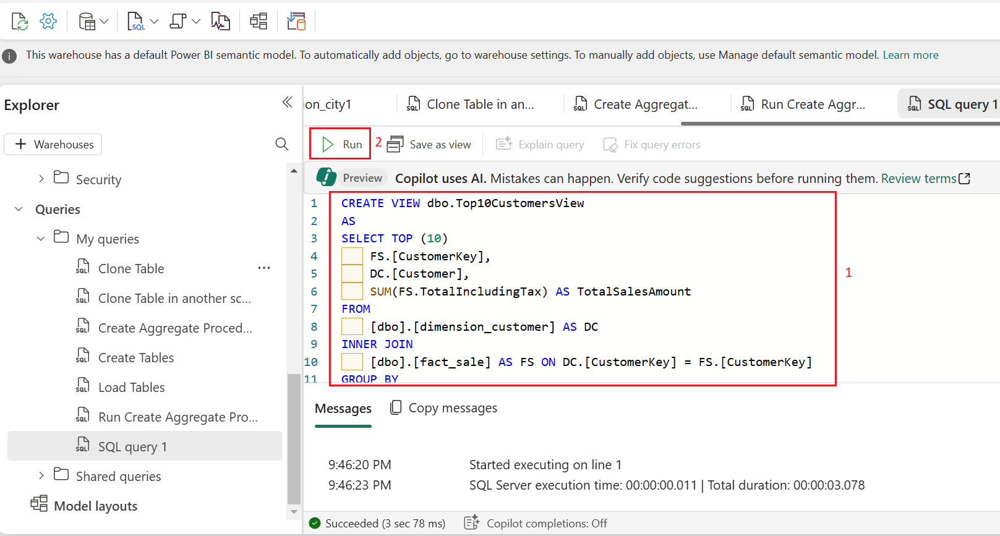 SQL
This warehouse has a default Power BI semantic model. To automatically add objects, go to warehouse settings. To manually add objects, use Manage default semantic model. Learn more
Explorer
+ Warehouses
Security
Queries
My queries
Clone Table
Clone Table in another sc...
Create Aggregate Proced...
Create Tables
Load Tables
Run Create Aggregate Pro...
SQL query 1
Shared queries
Model layouts
ion_city1
Clone Table in an...
Create Aggregat...
Run Create Aggr...
SQL query 1
Run 2 Save as view Explain query Fix query errors
Preview Copilot uses AI. Mistakes can happen. Verify code suggestions before running them. Review terms
1 CREATE VIEW dbo.Top10CustomersView
2 AS
3 SELECT TOP (10)
4 FS.[CustomerKey],
5 DC.[Customer],
6 SUM(FS.TotalIncludingTax) AS TotalSalesAmount
7 FROM
8 [dbo].[dimension_customer] AS DC
9 INNER JOIN
10 [dbo].[fact_sale] AS FS ON DC.[CustomerKey] = FS.[CustomerKey]
11 GROUP BY
1
Messages Copy messages
9:46:20 PM Started executing on line 1
9:46:23 PM SQL Server execution time: 00:00:00.011 | Total duration: 00:00:03.078
Succeeded (3 sec 78 ms) Copilot completions: Off